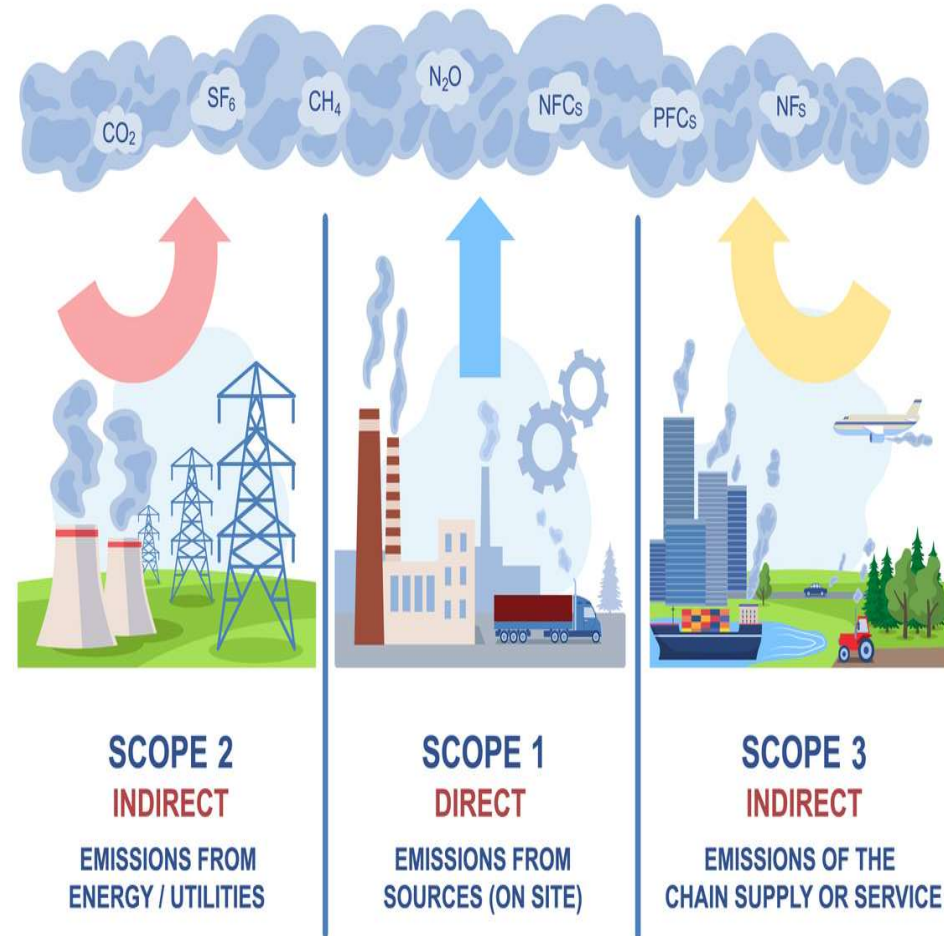 CO₂
SF₆
CH₄
N₂O
NFCs
PFCs
NFs
SCOPE 2
INDIRECT
EMISSIONS FROM
ENERGY / UTILITIES
SCOPE 1
DIRECT
EMISSIONS FROM
SOURCES (ON SITE)
SCOPE 3
INDIRECT
EMISSIONS OF THE
CHAIN SUPPLY OR SERVICE